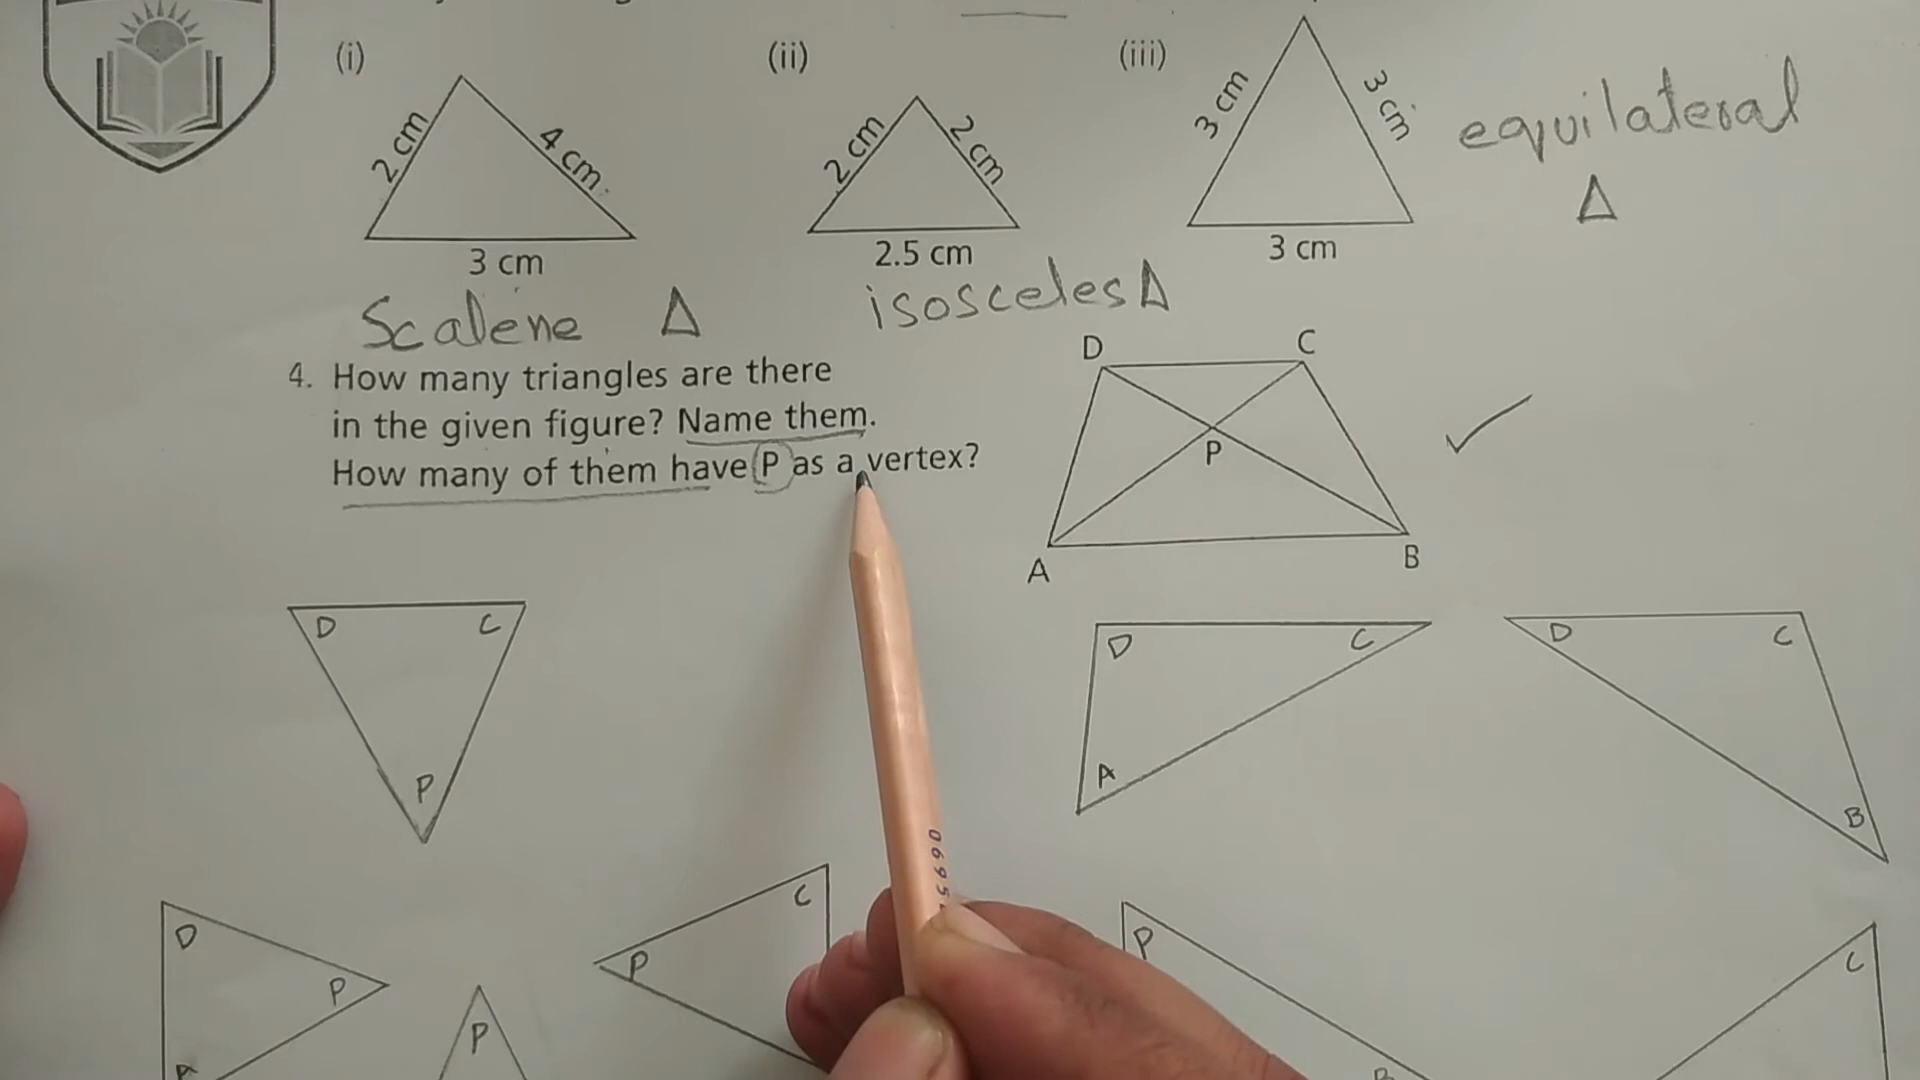 (i)
2 cm
4 cm
3 cm
Scalene Δ
(ii)
2 cm
2 cm
2.5 cm
isosceles Δ
(iii)
3 cm
3 cm
3 cm
equilateral
Δ
4. How many triangles are there
in the given figure? Name them.
How many of them have P as a vertex?
D
C
P
A
B
D
C
P
D
C
A
D
C
B
D
P
A
P
C
P
P
B
C